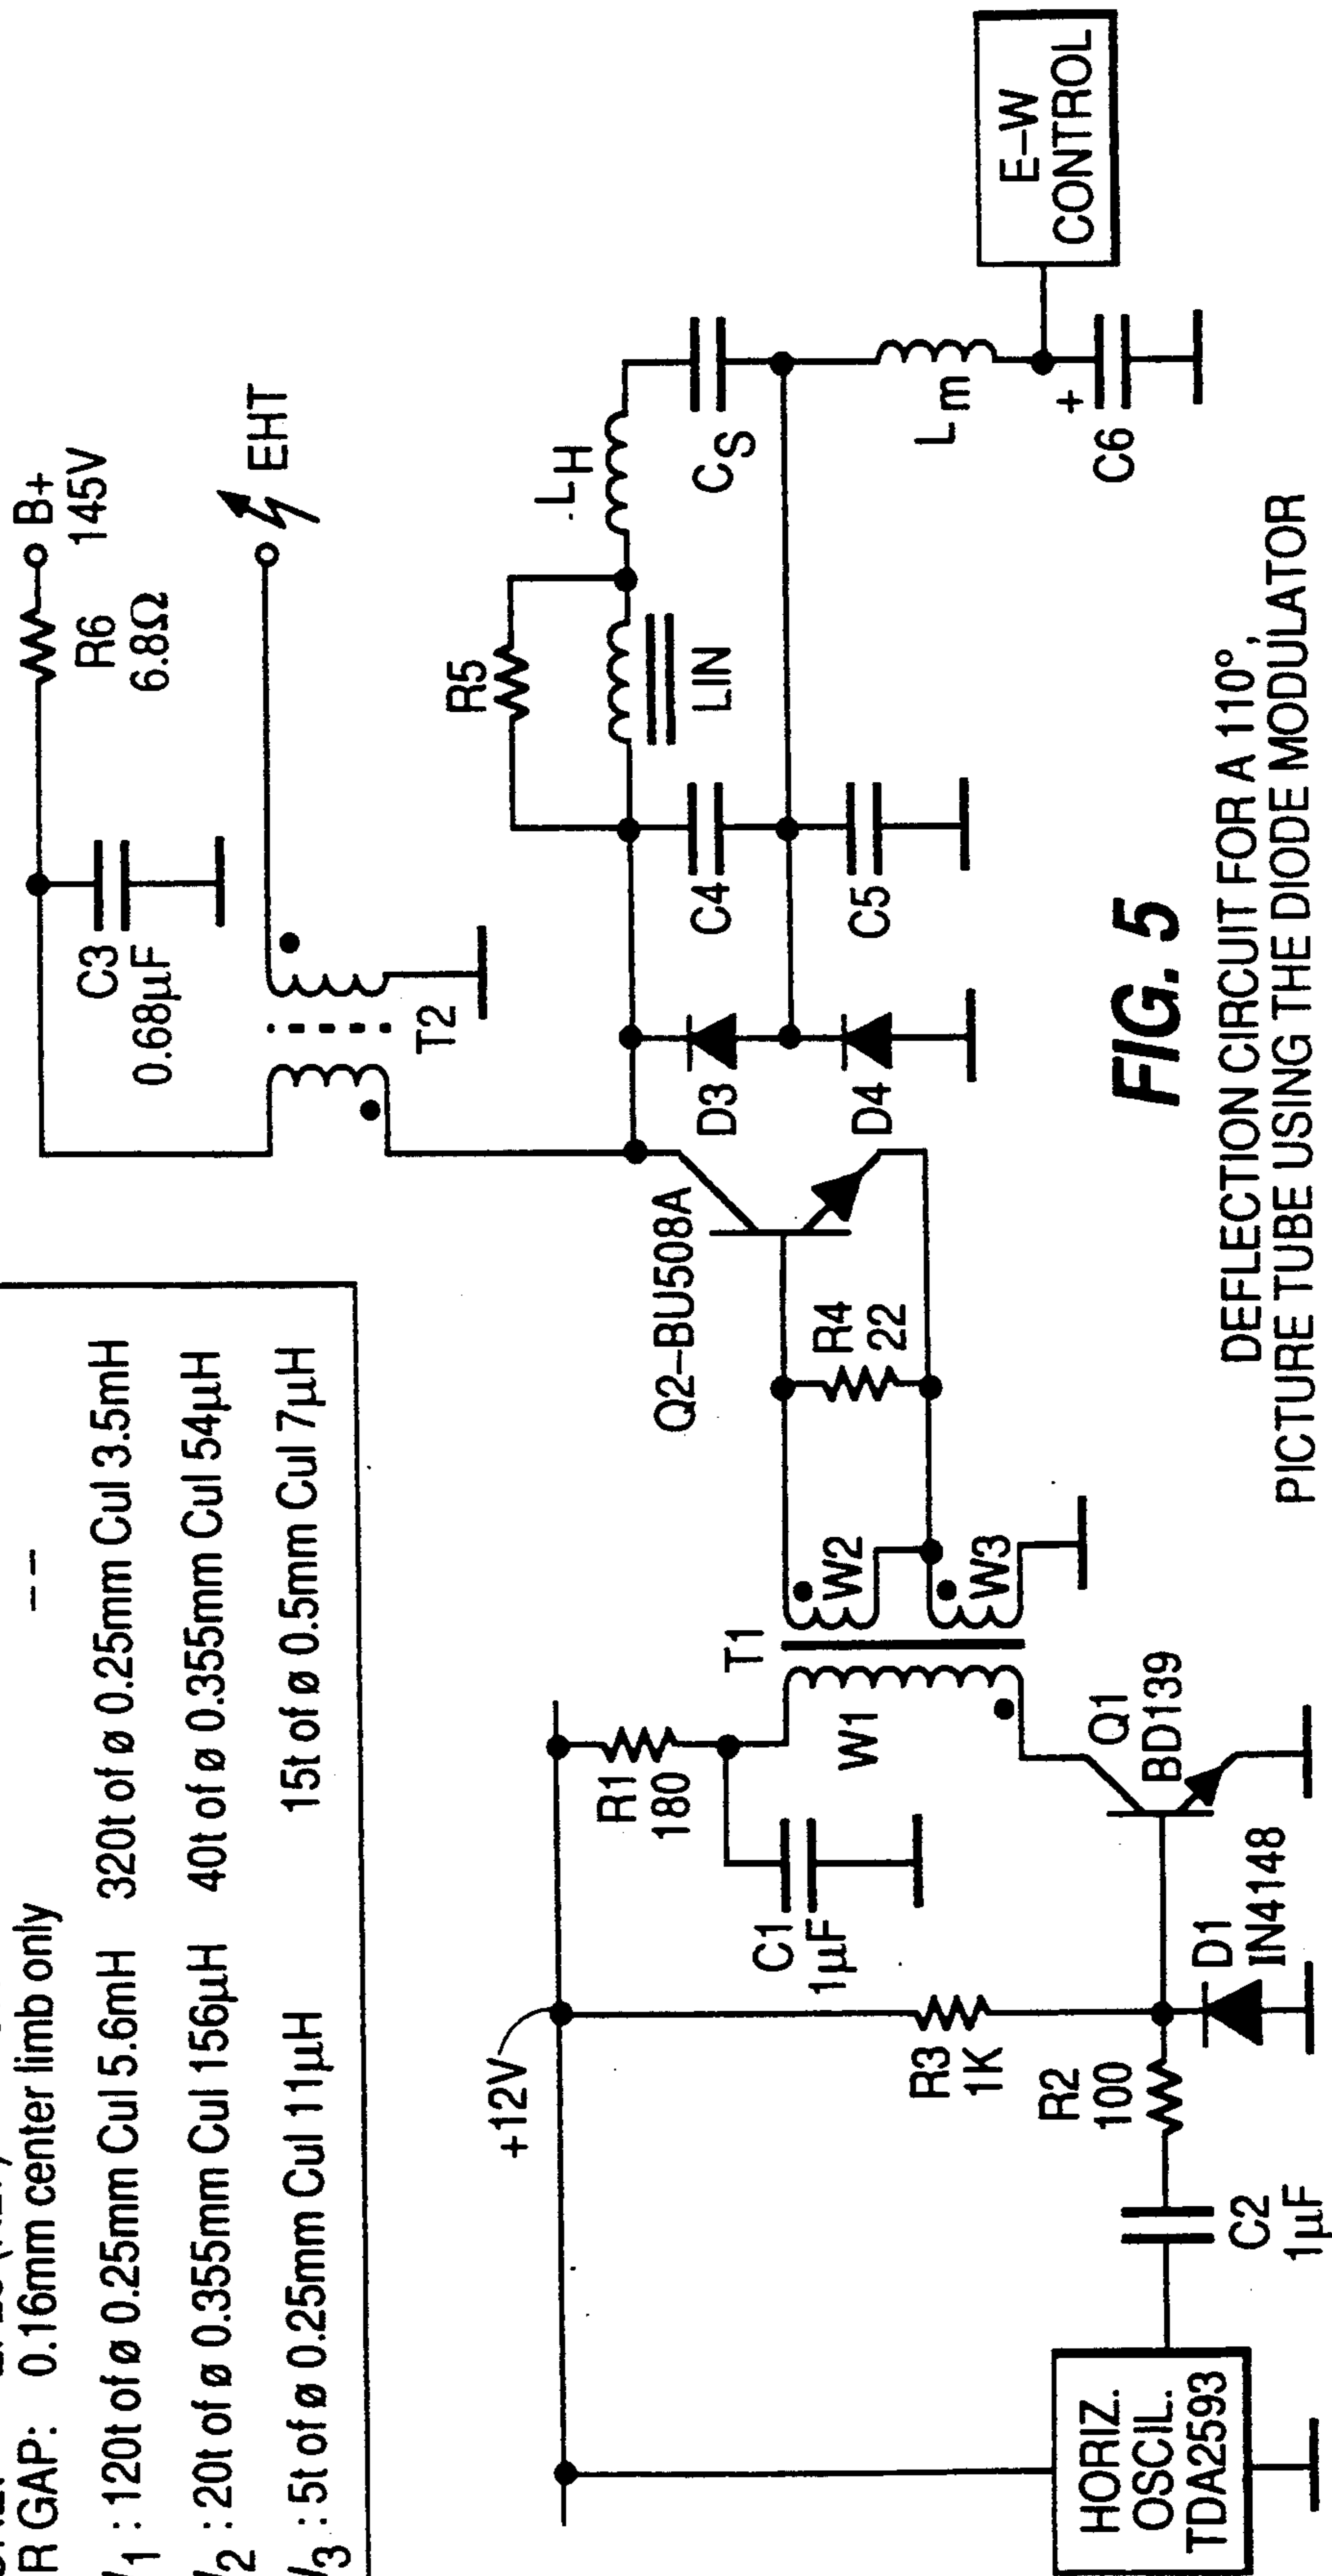 R GAP: 0.16mm center limb only --
1 : 120t of ø 0.25mm Cul 5.6mH 320t of ø 0.25mm Cul 3.5mH
2 : 20t of ø 0.355mm Cul 156µH 40t of ø 0.355mm Cul 54µH
3 : 5t of ø 0.25mm Cul 11µH 15t of ø 0.5mm Cul 7µH
B+
145V
R6
6.8Ω
C3
0.68µF
EHT
T2
R5
LIN
LH
CS
C4
C5
D3
D4
Lm
+
C6
E–W
CONTROL
Q2–BU508A
R4
22
T1
W1
W2
W3
+12V
R1
180
C1
1µF
R3
1K
R2
100
D1
IN4148
Q1
BD139
C2
1µF
HORIZ.
OSCIL.
TDA2593
FIG. 5
DEFLECTION CIRCUIT FOR A 110°,
PICTURE TUBE USING THE DIODE MODULATOR